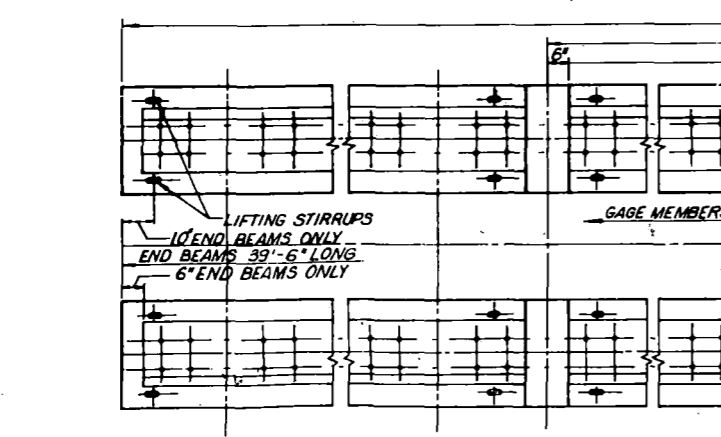 6"
LIFTING STIRRUPS
GAGE MEMBERS
10" END BEAMS ONLY
END BEAMS 39'-6" LONG
6" END BEAMS ONLY